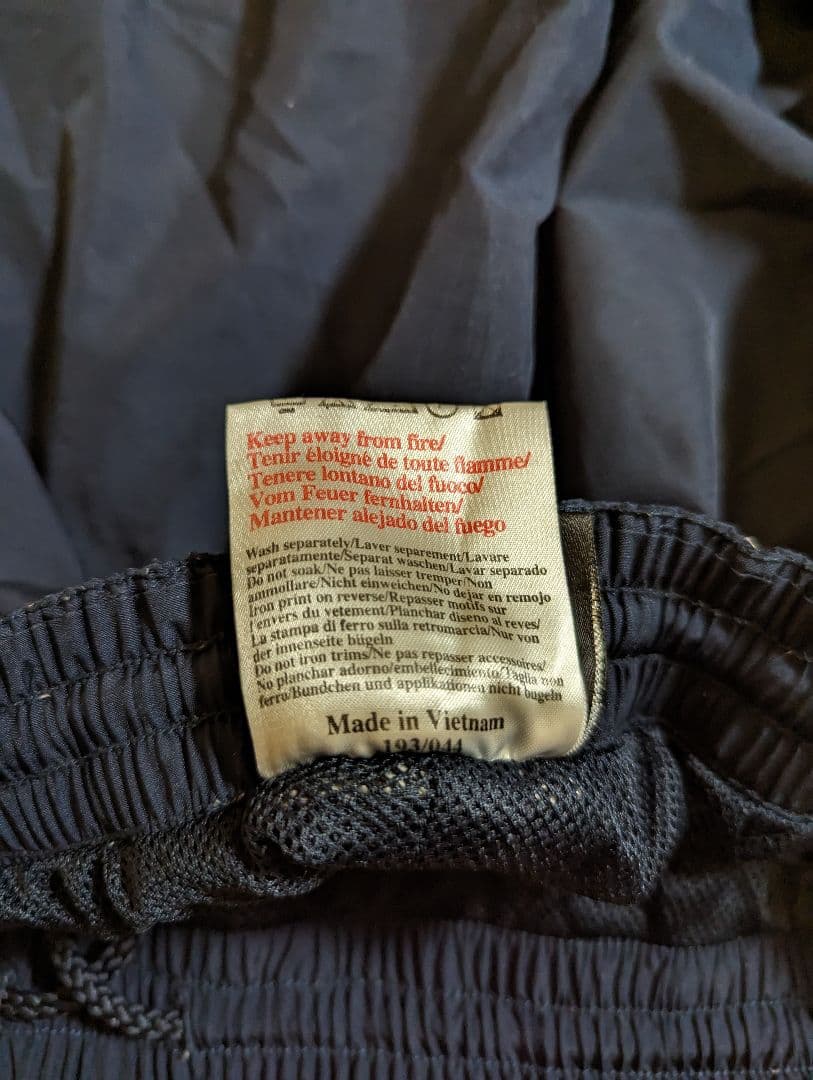 Keep away from fire/
Tenir éloigné de toute flamme/
Tenere lontano del fuoco/
Vom Feuer fernhalten/
Mantener alejado del fuego
Wash separately/Laver separement/Lavare
separatamente/Separat waschen/Lavar separado
Do not soak/Ne pas laisser tremper/Non
ammollare/Nicht einweichen/No dejar en remojo
Iron print on reverse/Repasser motifs sur
l'envers du vetement/Planchar diseno al reves/
La stampa di ferro sulla retromarcia/Nur von
der innenseite bügeln
Do not iron trims/Ne pas repasser accessoires/
No planchar adorno/embellecimiento/Taglia non
ferro/Bundchen und applikationen nicht bugeln
Made in Vietnam
193/044